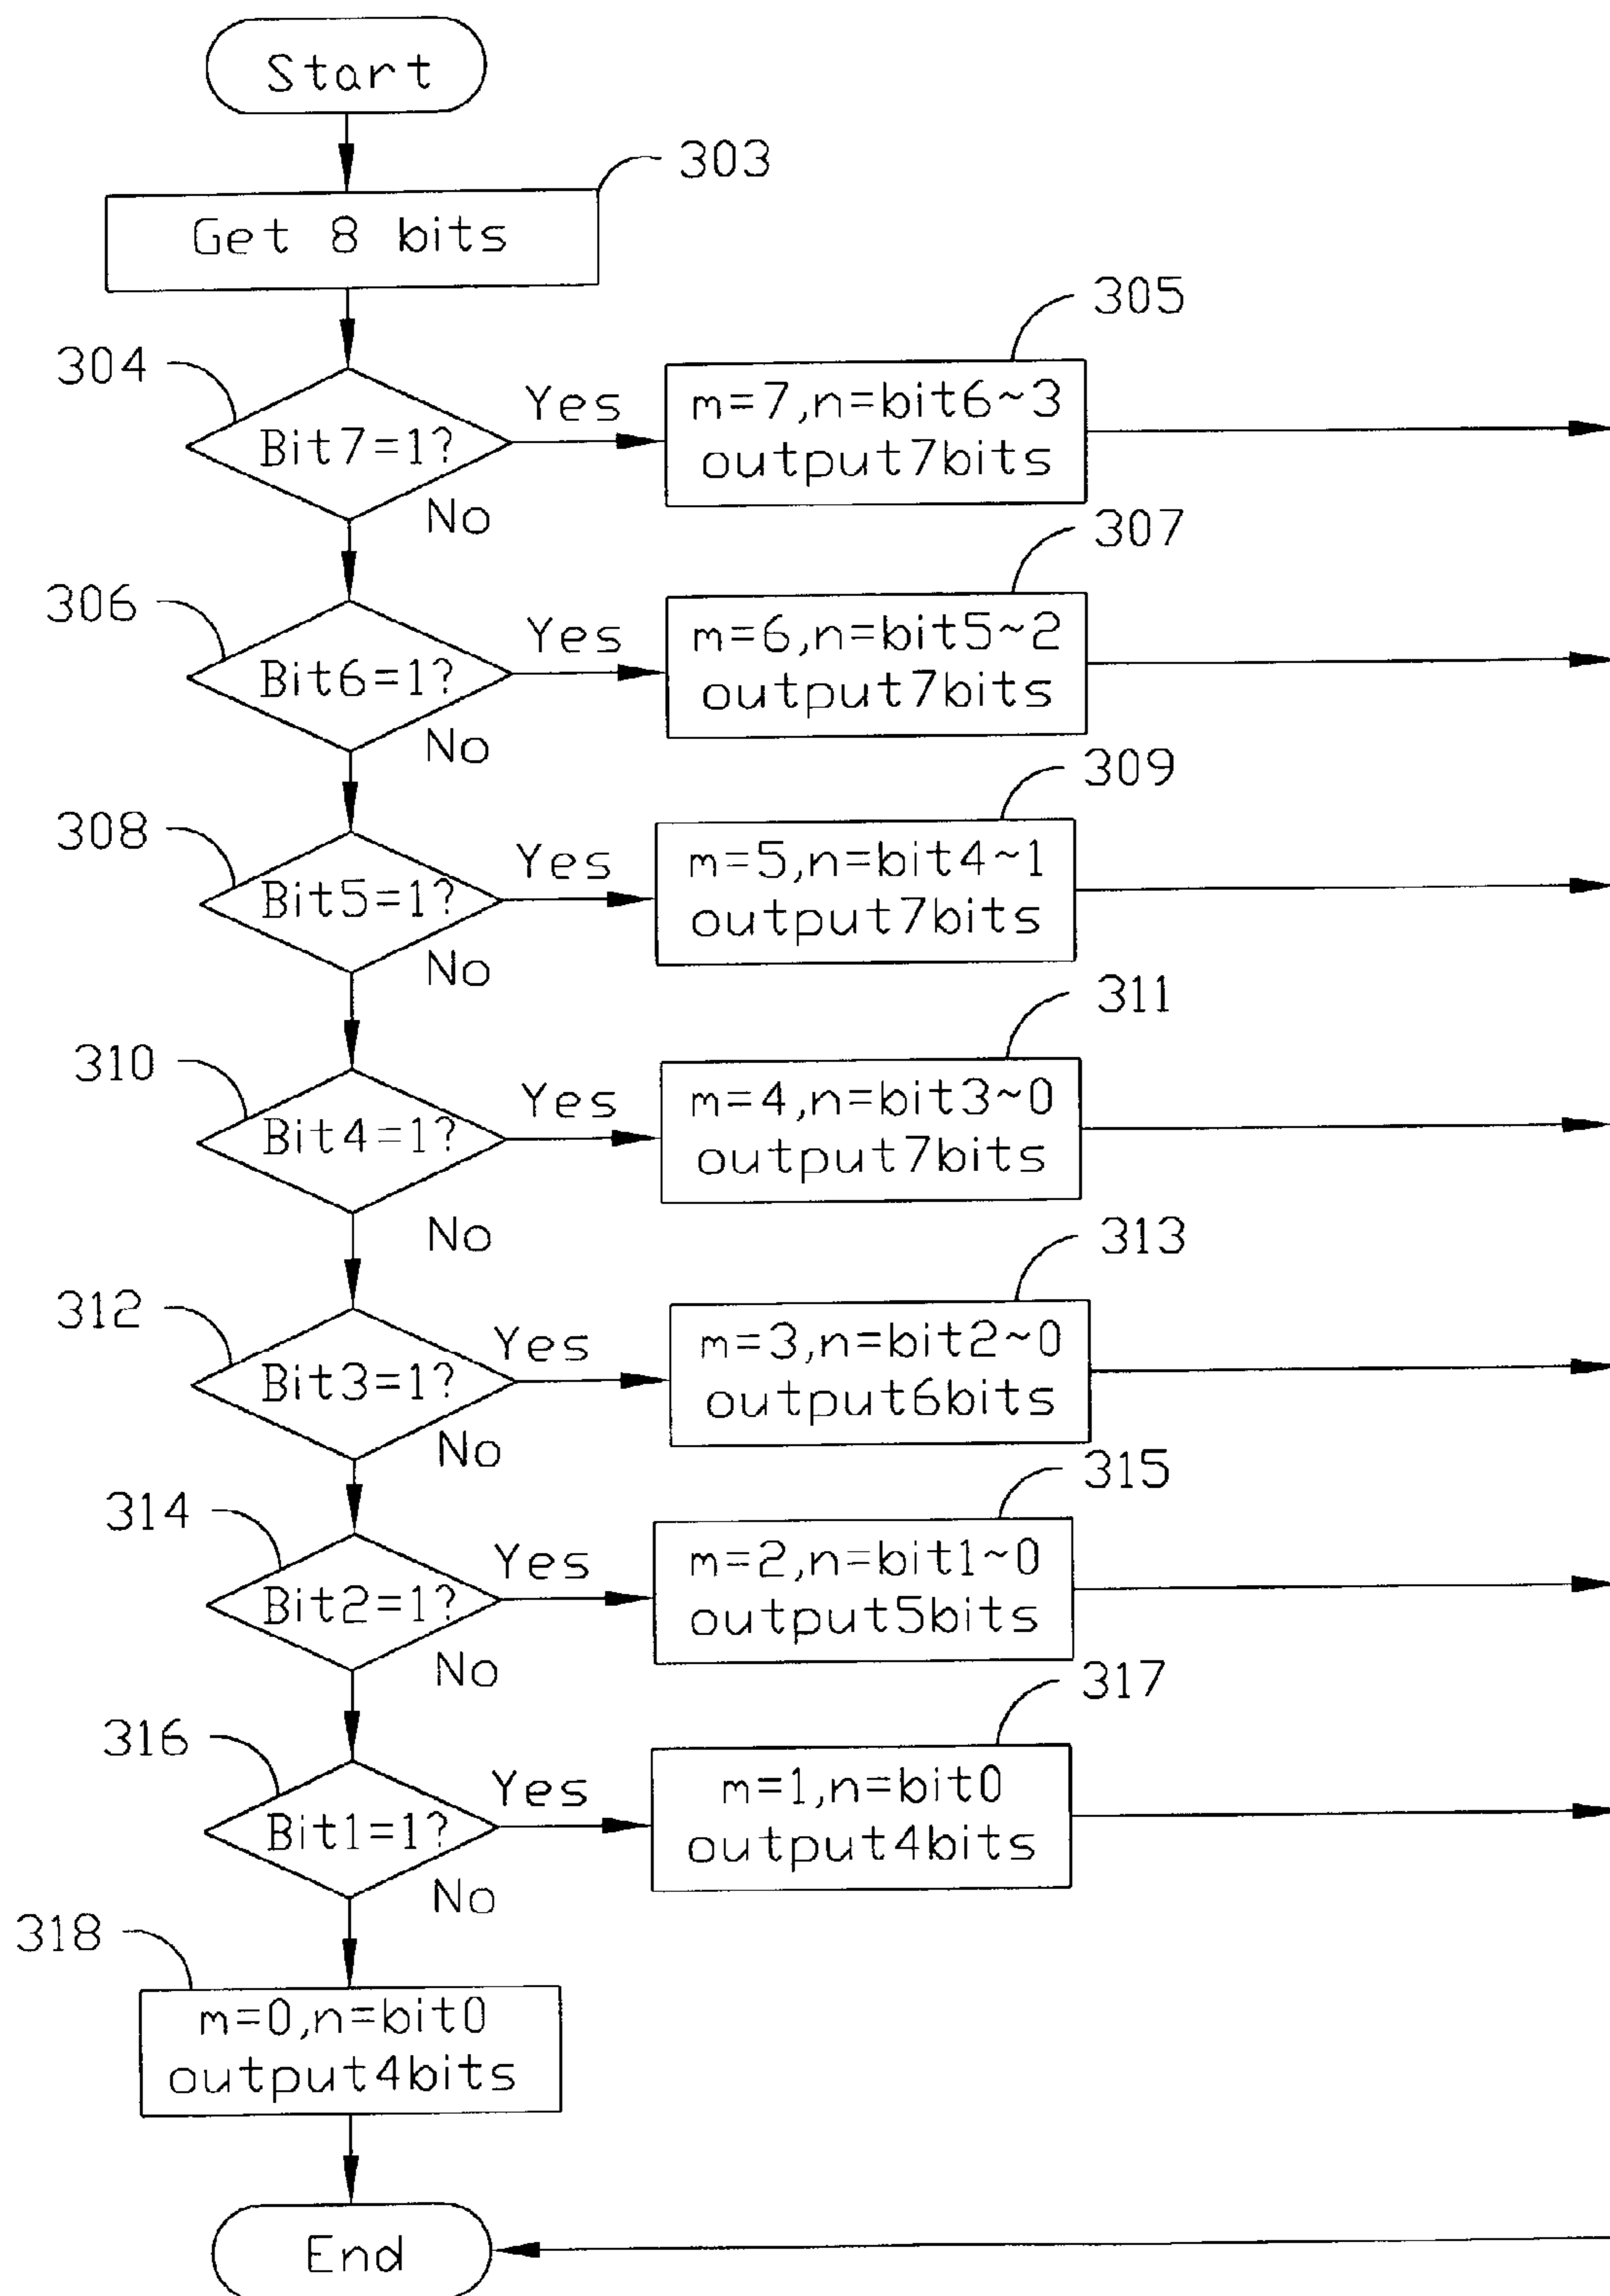 Start
303
Get 8 bits
305
304
Bit7=1?
Yes
m=7,n=bit6~3
output7bits
No
307
306
Bit6=1?
Yes
m=6,n=bit5~2
output7bits
No
309
308
Bit5=1?
Yes
m=5,n=bit4~1
output7bits
No
311
310
Bit4=1?
Yes
m=4,n=bit3~0
output7bits
No
313
312
Bit3=1?
Yes
m=3,n=bit2~0
output6bits
No
315
314
Bit2=1?
Yes
m=2,n=bit1~0
output5bits
No
317
316
Bit1=1?
Yes
m=1,n=bit0
output4bits
No
318
m=0,n=bit0
output4bits
End